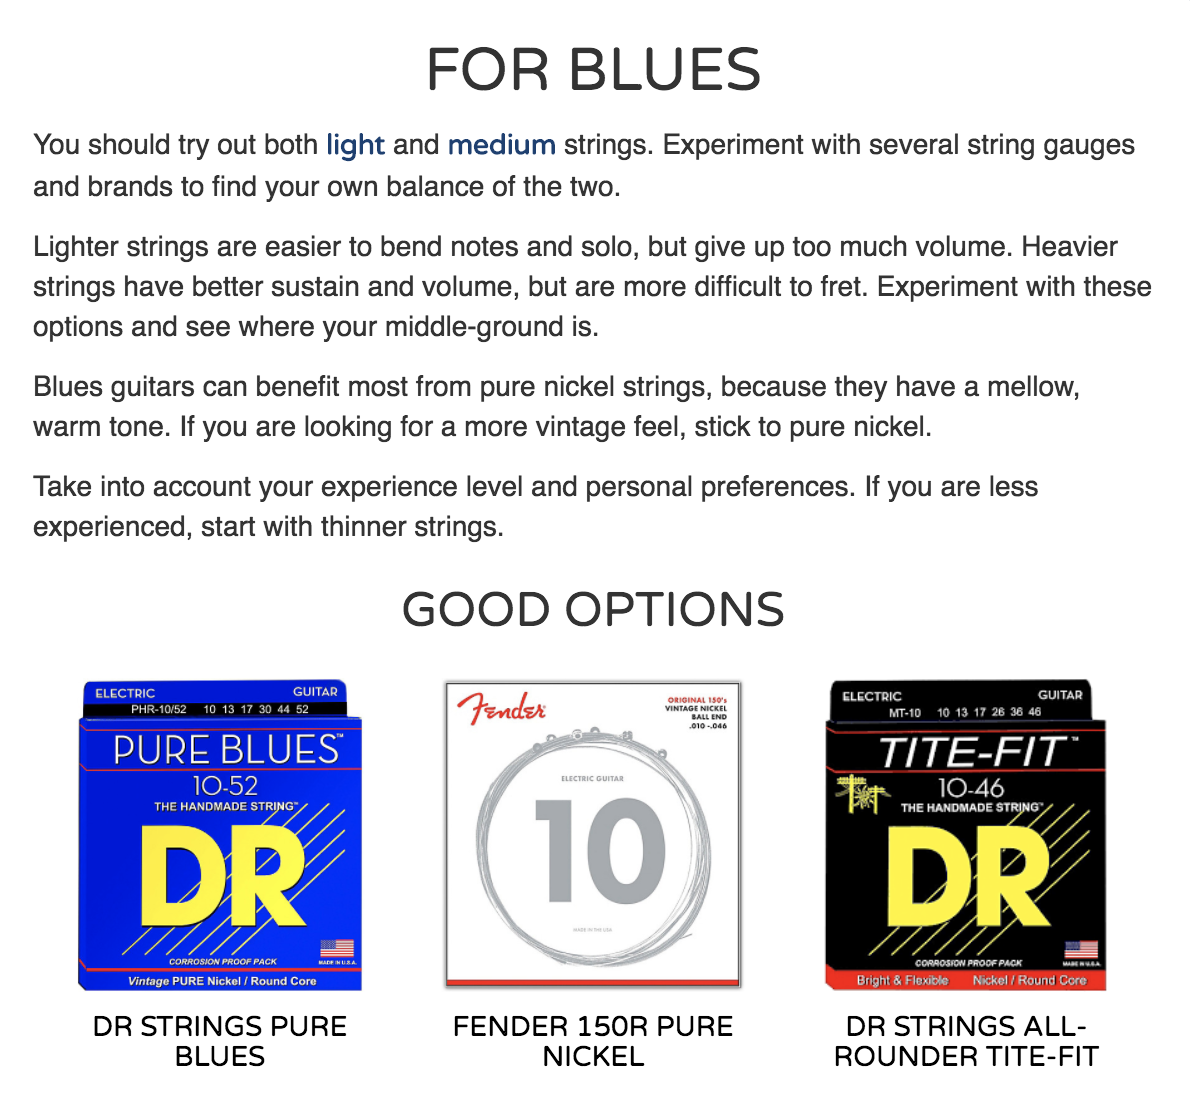 FOR BLUES
You should try out both light and medium strings. Experiment with several string gauges
and brands to find your own balance of the two.
Lighter strings are easier to bend notes and solo, but give up too much volume. Heavier
strings have better sustain and volume, but are more difficult to fret. Experiment with these
options and see where your middle-ground is.
Blues guitars can benefit most from pure nickel strings, because they have a mellow,
warm tone. If you are looking for a more vintage feel, stick to pure nickel.
Take into account your experience level and personal preferences. If you are less
experienced, start with thinner strings.
GOOD OPTIONS
ELECTRIC GUITAR
PHR-10/52 10 13 17 30 44 52
PURE BLUES™
10-52
THE HANDMADE STRING™
DR
MADE IN U.S.A.
CORROSION PROOF PACK
Vintage PURE Nickel / Round Core
Fender
ORIGINAL 150's
VINTAGE NICKEL
BALL END
.010 -.046
ELECTRIC GUITAR
10
MADE IN THE USA
ELECTRIC GUITAR
MT-10 10 13 17 26 36 46
TITE-FIT™
10-46
THE HANDMADE STRING™
DR
MADE IN U.S.A.
CORROSION PROOF PACK
Bright & Flexible Nickel / Round Core
DR STRINGS PURE
BLUES
FENDER 150R PURE
NICKEL
DR STRINGS ALL-
ROUNDER TITE-FIT